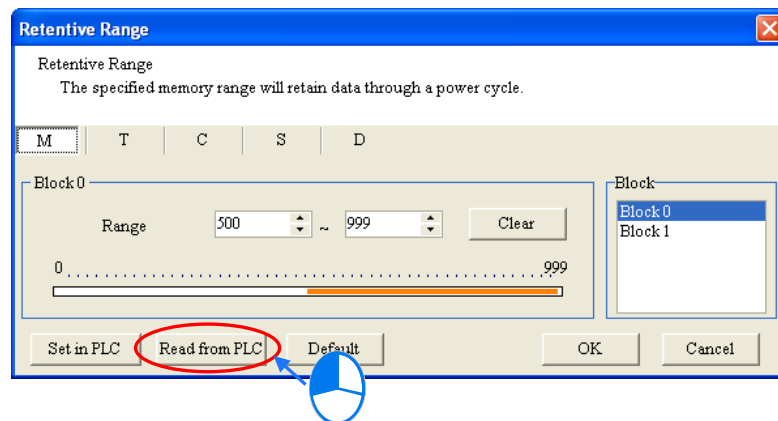 Retentive Range
Retentive Range
The specified memory range will retain data through a power cycle.
M T C S D
Block 0
Range 500 ~ 999 Clear
0 999
Block
Block 0
Block 1
Set in PLC Read from PLC Default OK Cancel